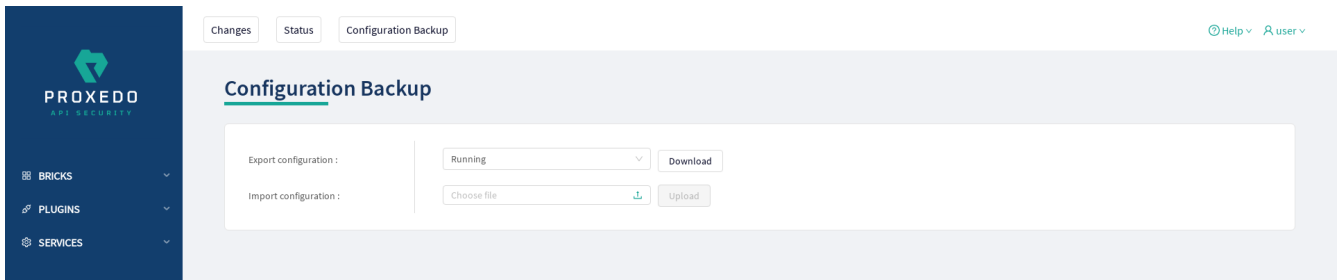 Changes Status Configuration Backup Help user
PROXEDO
API SECURITY
Configuration Backup
BRICKS
PLUGINS
SERVICES
Export configuration : Running Download
Import configuration : Choose file Upload